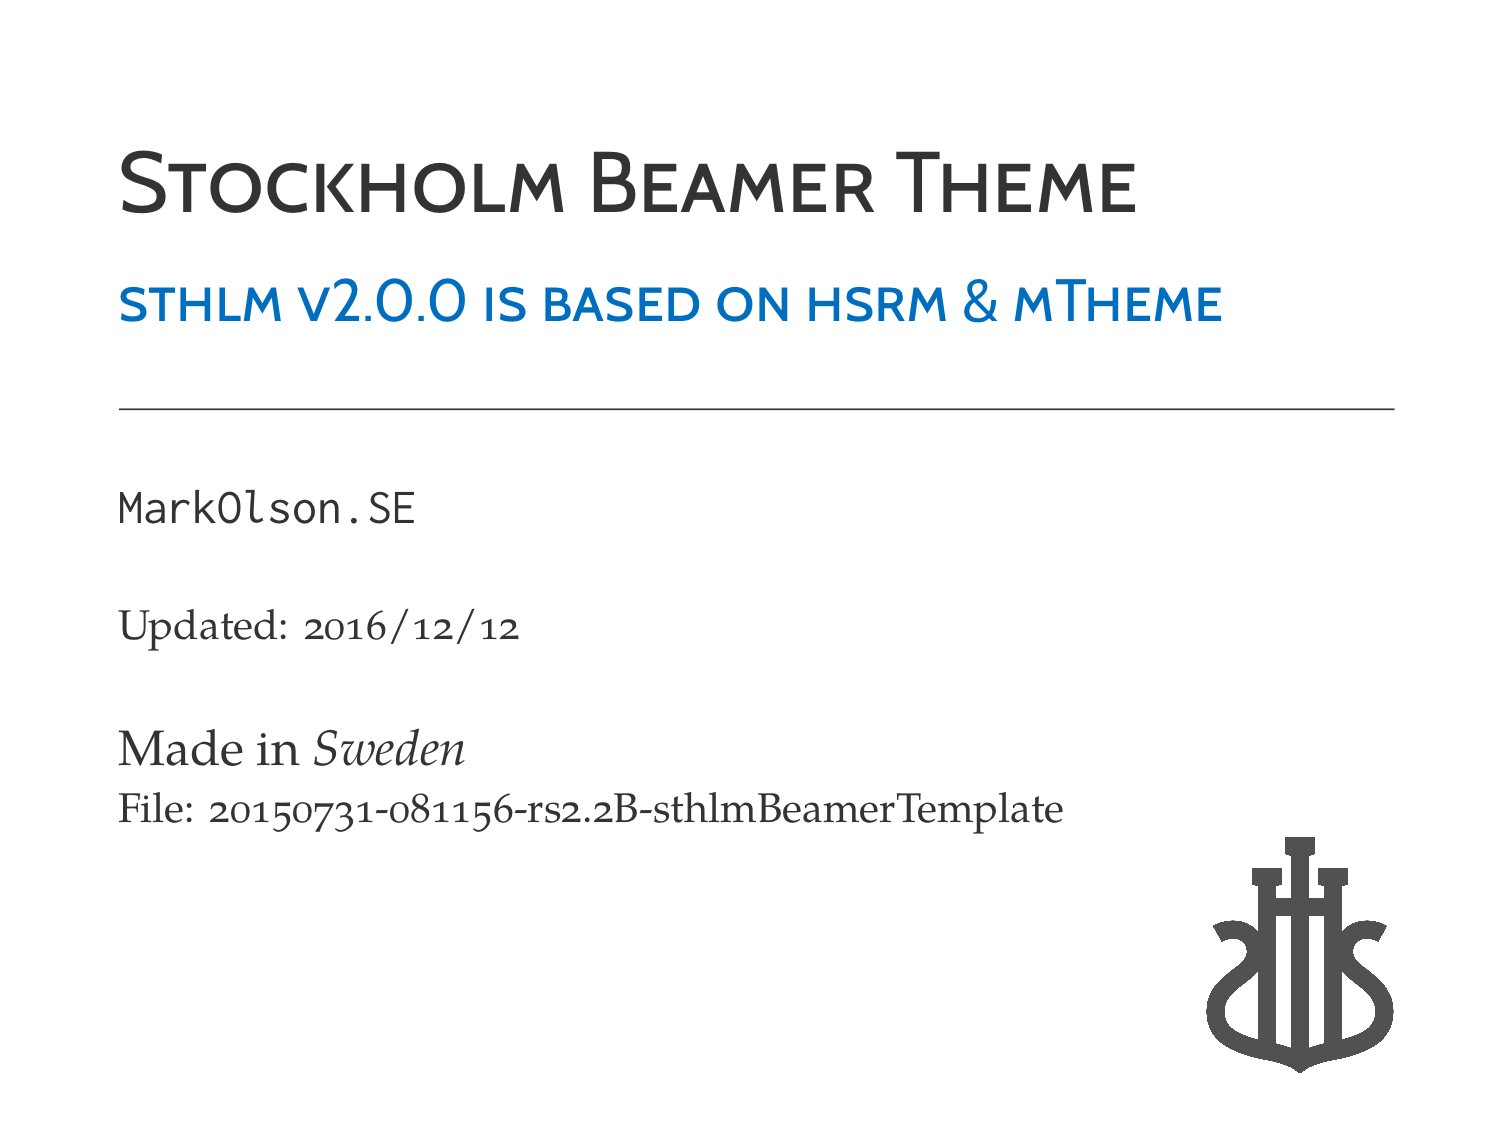 Stockholm Beamer Theme
sthlm v2.0.0 is based on hsrm & mTheme
MarkOlson.SE
Updated: 2016/12/12
Made in Sweden
File: 20150731-081156-rs2.2B-sthlmBeamerTemplate